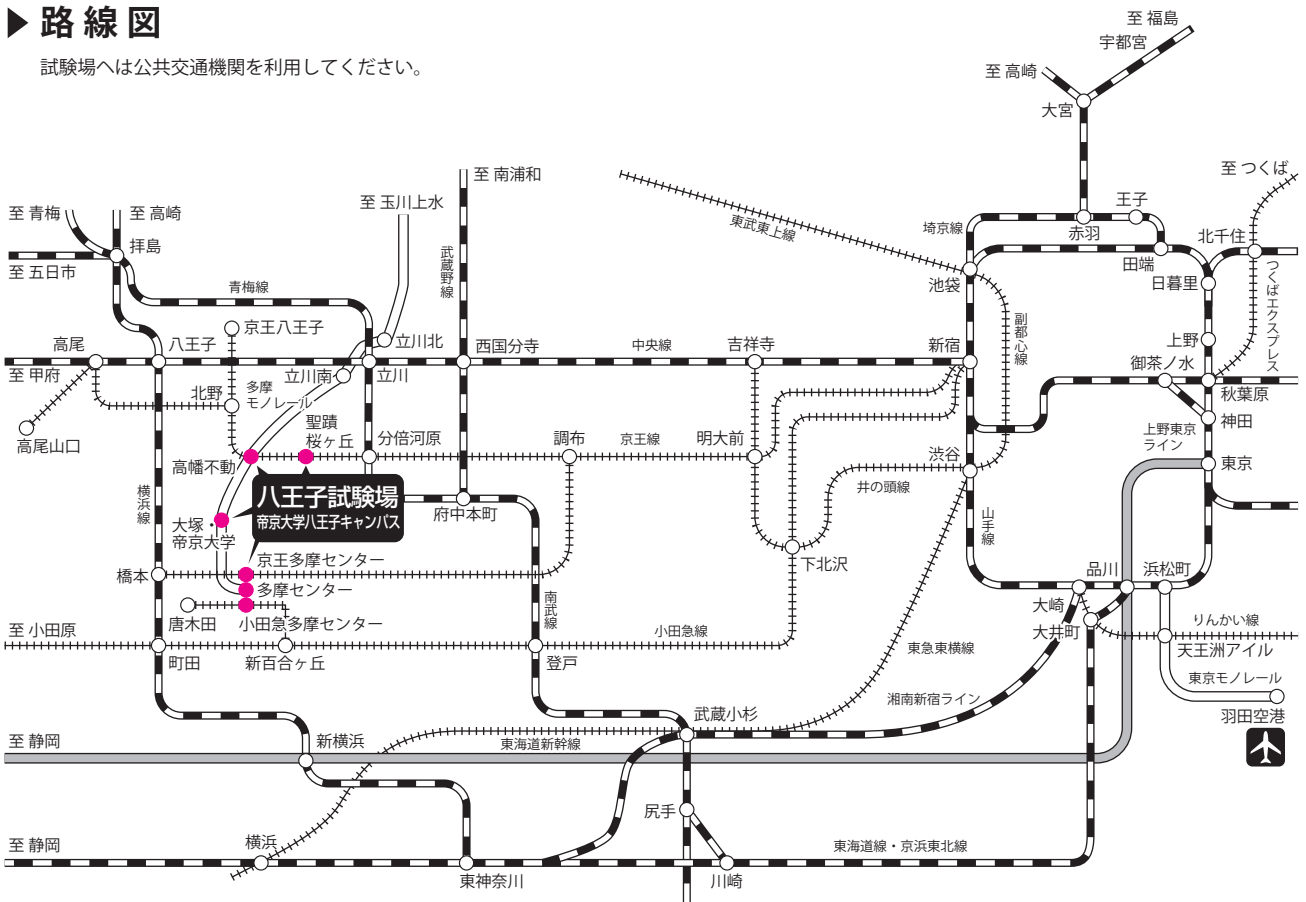 ▶ 路線図
試験場へは公共交通機関を利用してください。
至 福島
宇都宮
至 高崎
大宮
至 南浦和
至 つくば
至 玉川上水
至 青梅
至 高崎
王子
東武東上線
埼京線
赤羽
北千住
拝島
武蔵野線
田端
至 五日市
つくばエクスプレス
池袋
日暮里
青梅線
副都心線
京王八王子
高尾
八王子
立川北
西国分寺
中央線
吉祥寺
新宿
上野
御茶ノ水
至 甲府
立川南
立川
北野
多摩
モノレール
秋葉原
聖蹟
桜ヶ丘
高尾山口
分倍河原
調布
京王線
明大前
神田
上野東京
ライン
高幡不動
渋谷
東京
横浜線
八王子試験場
帝京大学八王子キャンパス
井の頭線
府中本町
山手線
大塚・
帝京大学
京王多摩センター
下北沢
橋本
多摩センター
品川
浜松町
唐木田
小田急多摩センター
南武線
大崎
りんかい線
至 小田原
小田急線
大井町
天王洲アイル
町田
新百合ヶ丘
登戸
東急東横線
東京モノレール
湘南新宿ライン
羽田空港
武蔵小杉
至 静岡
新横浜
東海道新幹線
尻手
至 静岡
横浜
東海道線・京浜東北線
東神奈川
川崎